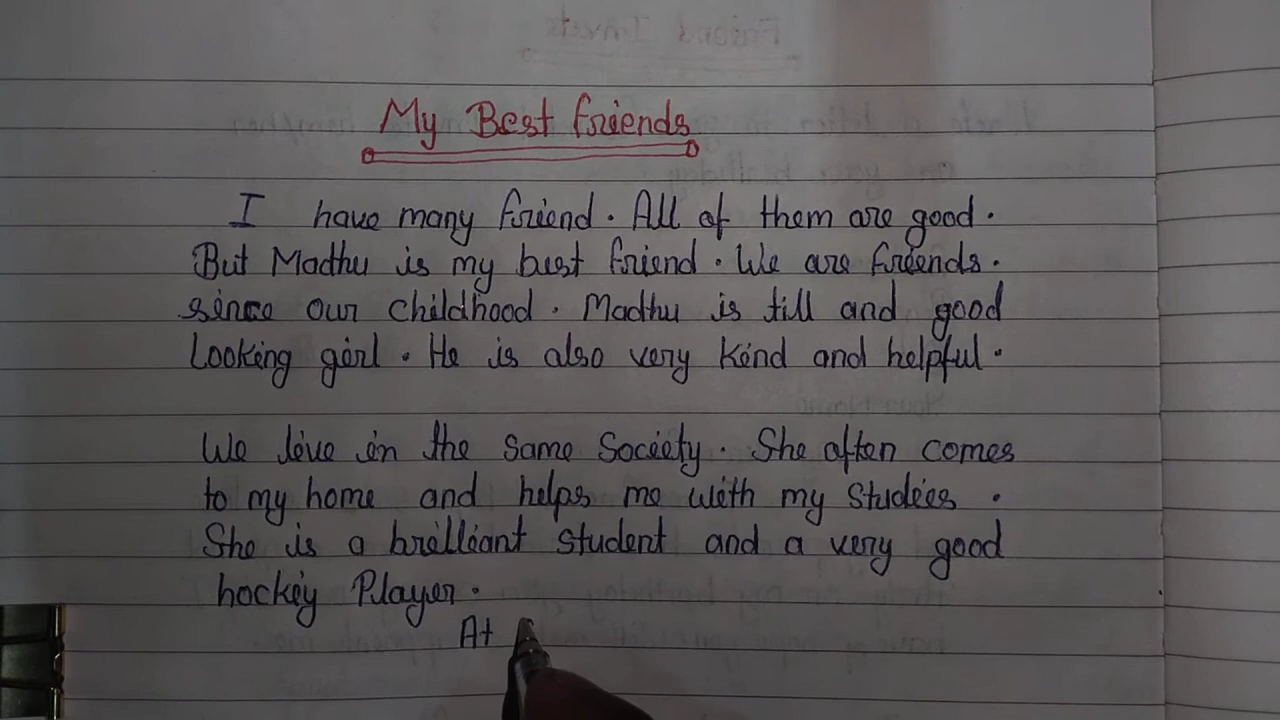 My Best friends
I have many friend. All of them are good.
But Madhu is my best friend. We are friends.
since our childhood. Madhu is till and good
looking girl. He is also very kind and helpful.
We live in the same Society. She often comes
to my home and helps me with my studies.
She is a brilliant student and a very good
hockey Player.
At